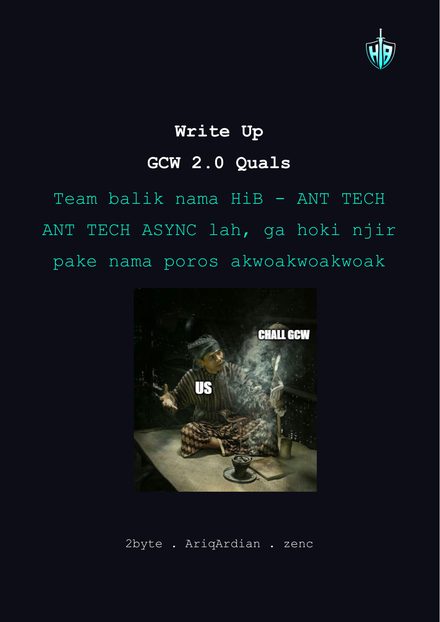 HiB
Write Up
GCW 2.0 Quals
Team balik nama HiB - ANT TECH
ANT TECH ASYNC lah, ga hoki njir
pake nama poros akwoakwoakwoak
CHALL GCW
US
2byte . AriqArdian . zenc